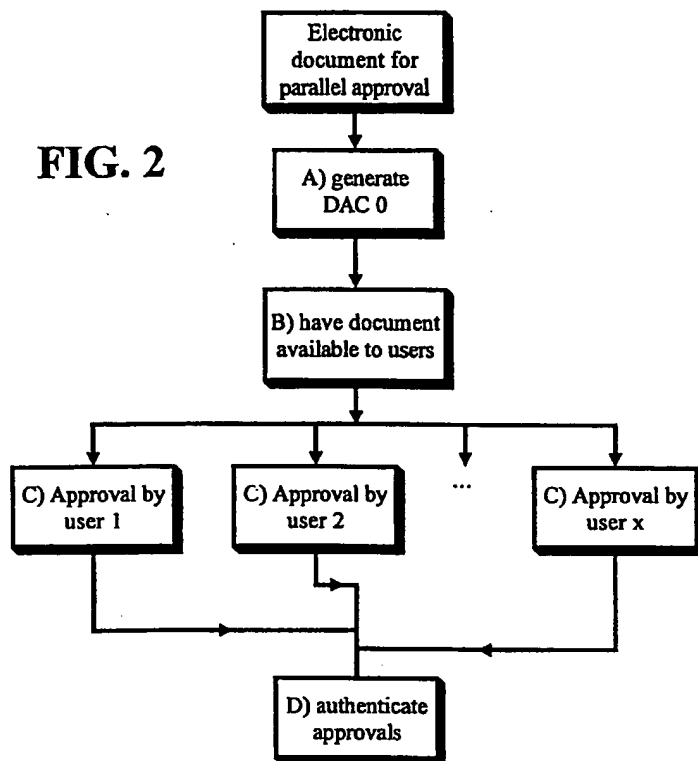 Electronic
document for
parallel approval
FIG. 2
A) generate
DAC 0
B) have document
available to users
C) Approval by
user 1
C) Approval by
user 2
...
C) Approval by
user x
D) authenticate
approvals